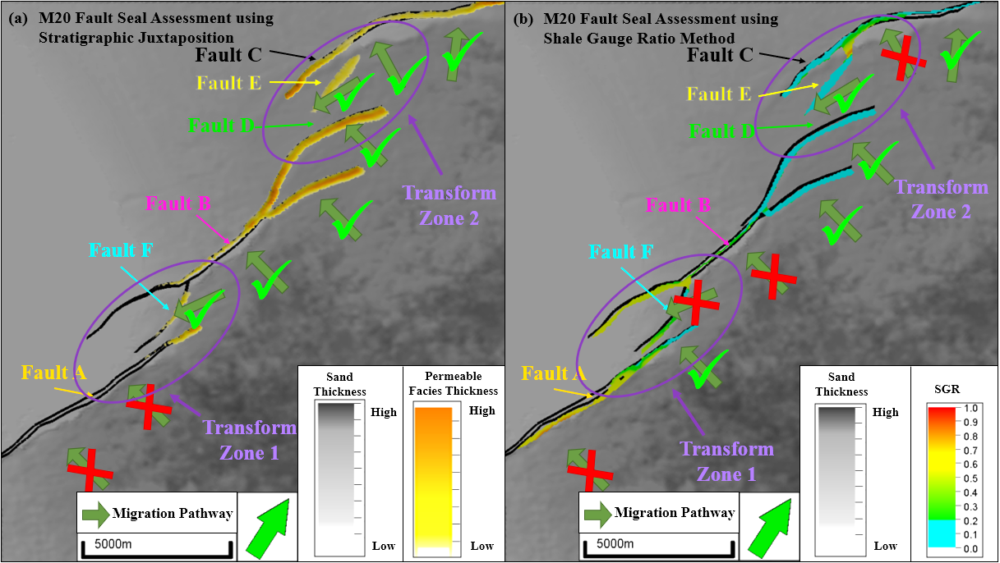 (a) M20 Fault Seal Assessment using
Stratigraphic Juxtaposition
Fault C
Fault E
Fault D
Transform
Zone 2
Fault B
Fault F
Fault A
Transform
Zone 1
Sand
Thickness
High
Low
Permeable
Facies Thickness
High
Low
Migration Pathway
5000m
(b) M20 Fault Seal Assessment using
Shale Gauge Ratio Method
Fault C
Fault E
Fault D
Transform
Zone 2
Fault B
Fault F
Fault A
Transform
Zone 1
Sand
Thickness
High
Low
SGR
1.0
0.9
0.8
0.7
0.6
0.5
0.4
0.3
0.2
0.1
0.0
Migration Pathway
5000m